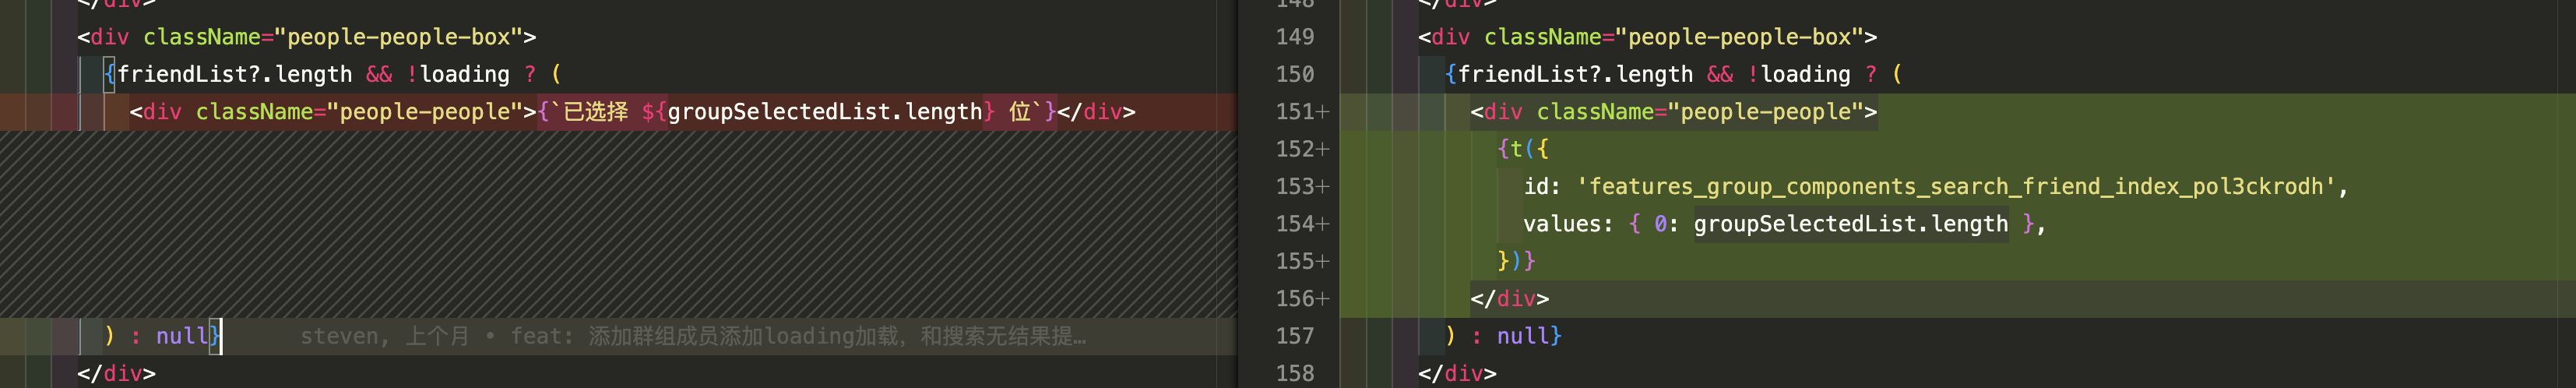 </div>
<div className="people-people-box">
{friendList?.length && !loading ? (
<div className="people-people">{`已选择 ${groupSelectedList.length} 位`}</div>
) : null}
steven, 上个月 • feat: 添加群组成员添加loading加载，和搜索无结果提…
</div>
148 </div>
149 <div className="people-people-box">
150 {friendList?.length && !loading ? (
151+ <div className="people-people">
152+ {t({
153+ id: 'features_group_components_search_friend_index_pol3ckrodh',
154+ values: { 0: groupSelectedList.length },
155+ })}
156+ </div>
157 ) : null}
158 </div>